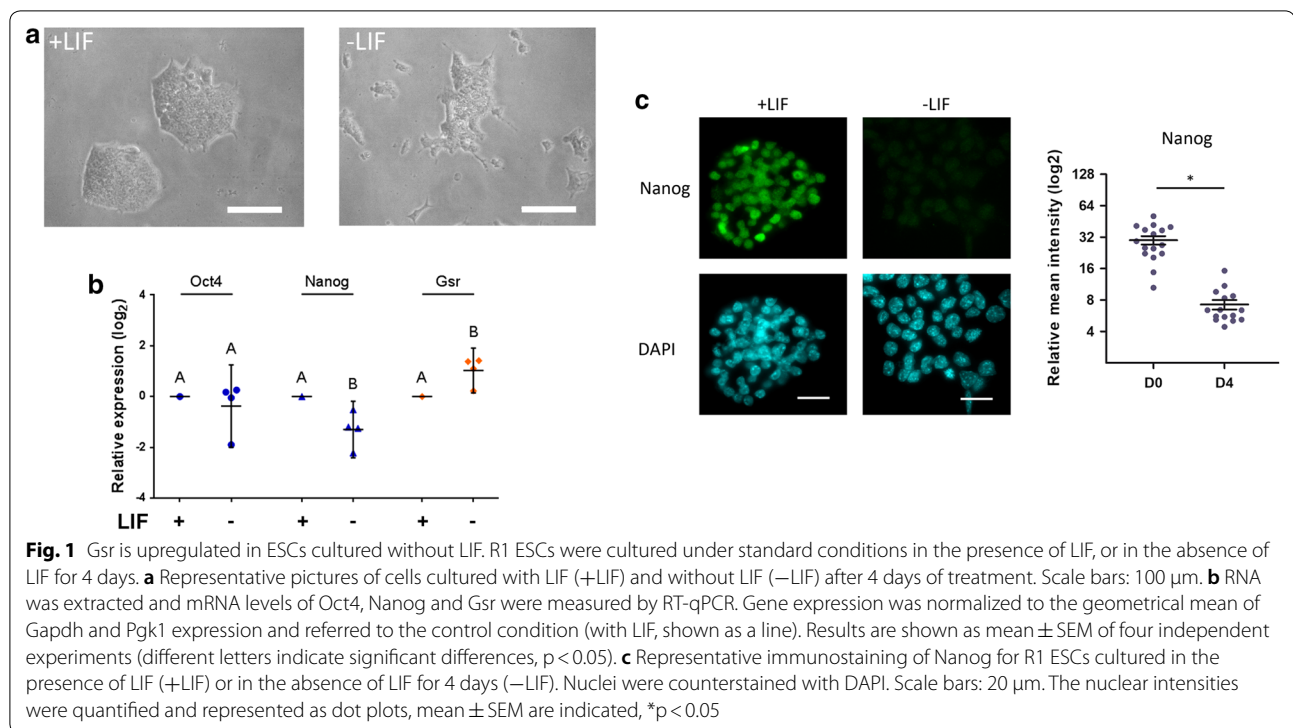 a
+LIF
-LIF
b
Oct4
Nanog
Gsr
Relative expression (log2)
4
2
0
-2
-4
A
A
A
B
A
B
LIF + - + - + -
c
+LIF
-LIF
Nanog
DAPI
Nanog
Relative mean intensity (log2)
128
64
32
16
8
4
*
D0
D4
Fig. 1 Gsr is upregulated in ESCs cultured without LIF. R1 ESCs were cultured under standard conditions in the presence of LIF, or in the absence of
LIF for 4 days. a Representative pictures of cells cultured with LIF (+LIF) and without LIF (−LIF) after 4 days of treatment. Scale bars: 100 μm. b RNA
was extracted and mRNA levels of Oct4, Nanog and Gsr were measured by RT-qPCR. Gene expression was normalized to the geometrical mean of
Gapdh and Pgk1 expression and referred to the control condition (with LIF, shown as a line). Results are shown as mean ± SEM of four independent
experiments (different letters indicate significant differences, p < 0.05). c Representative immunostaining of Nanog for R1 ESCs cultured in the
presence of LIF (+LIF) or in the absence of LIF for 4 days (−LIF). Nuclei were counterstained with DAPI. Scale bars: 20 μm. The nuclear intensities
were quantified and represented as dot plots, mean ± SEM are indicated, *p < 0.05